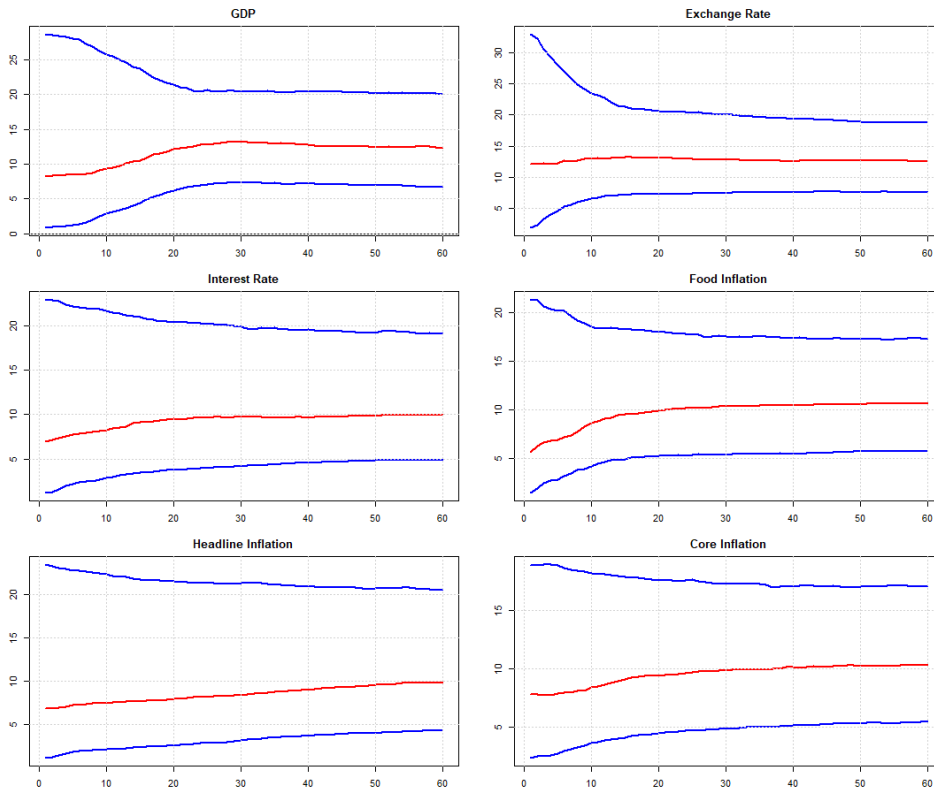 GDP
25
20
15
10
5
0
0 10 20 30 40 50 60
Exchange Rate
30
25
20
15
10
5
0 10 20 30 40 50 60
Interest Rate
20
15
10
5
0 10 20 30 40 50 60
Food Inflation
20
15
10
5
0 10 20 30 40 50 60
Headline Inflation
20
15
10
5
0 10 20 30 40 50 60
Core Inflation
15
10
5
0 10 20 30 40 50 60